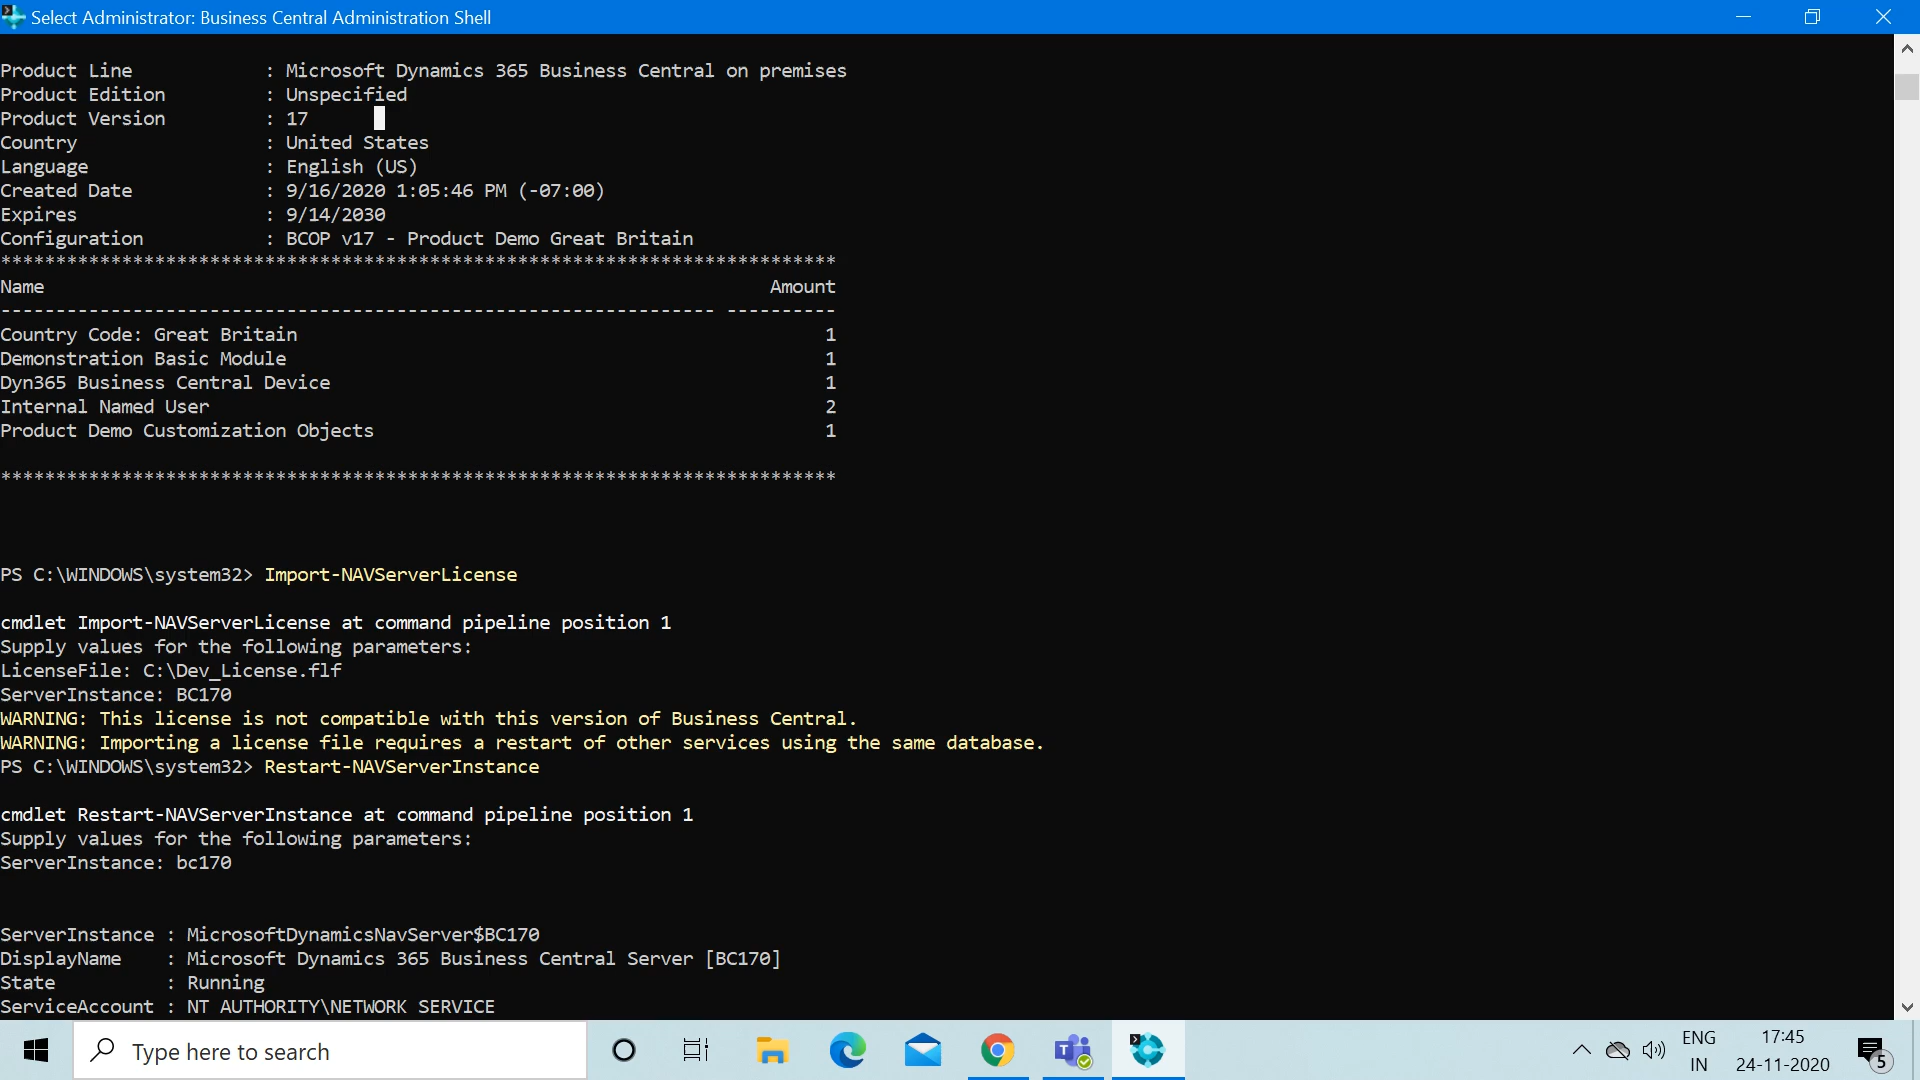 Select Administrator: Business Central Administration Shell
Product Line : Microsoft Dynamics 365 Business Central on premises
Product Edition : Unspecified
Product Version : 17
Country : United States
Language : English (US)
Created Date : 9/16/2020 1:05:46 PM (-07:00)
Expires : 9/14/2030
Configuration : BCOP v17 - Product Demo Great Britain
****************************************************************************
Name Amount
----------------------------------------------------------------- ----------
Country Code: Great Britain 1
Demonstration Basic Module 1
Dyn365 Business Central Device 1
Internal Named User 2
Product Demo Customization Objects 1
****************************************************************************
PS C:\WINDOWS\system32> Import-NAVServerLicense
cmdlet Import-NAVServerLicense at command pipeline position 1
Supply values for the following parameters:
LicenseFile: C:\Dev_License.flf
ServerInstance: BC170
WARNING: This license is not compatible with this version of Business Central.
WARNING: Importing a license file requires a restart of other services using the same database.
PS C:\WINDOWS\system32> Restart-NAVServerInstance
cmdlet Restart-NAVServerInstance at command pipeline position 1
Supply values for the following parameters:
ServerInstance: bc170
ServerInstance : MicrosoftDynamicsNavServer$BC170
DisplayName : Microsoft Dynamics 365 Business Central Server [BC170]
State : Running
ServiceAccount : NT AUTHORITY\NETWORK SERVICE
Type here to search
ENG 17:45
IN 24-11-2020 5